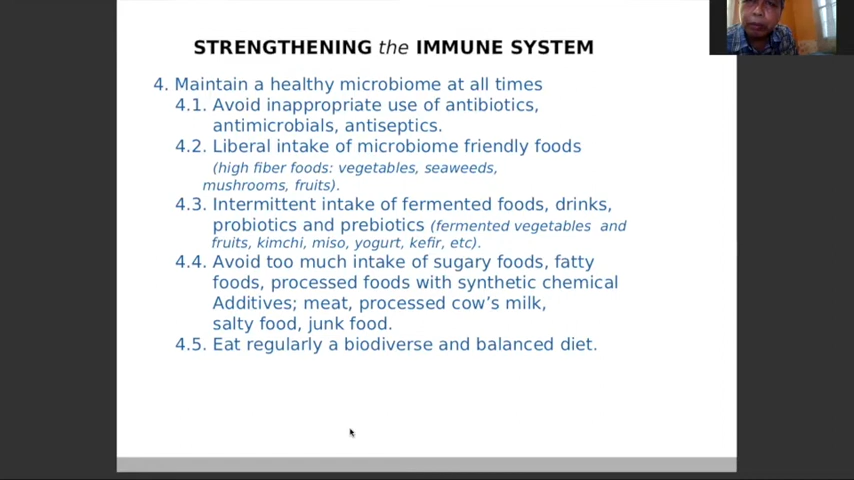 STRENGTHENING the IMMUNE SYSTEM
4. Maintain a healthy microbiome at all times
4.1. Avoid inappropriate use of antibiotics,
antimicrobials, antiseptics.
4.2. Liberal intake of microbiome friendly foods
(high fiber foods: vegetables, seaweeds,
mushrooms, fruits).
4.3. Intermittent intake of fermented foods, drinks,
probiotics and prebiotics (fermented vegetables and
fruits, kimchi, miso, yogurt, kefir, etc).
4.4. Avoid too much intake of sugary foods, fatty
foods, processed foods with synthetic chemical
Additives; meat, processed cow’s milk,
salty food, junk food.
4.5. Eat regularly a biodiverse and balanced diet.